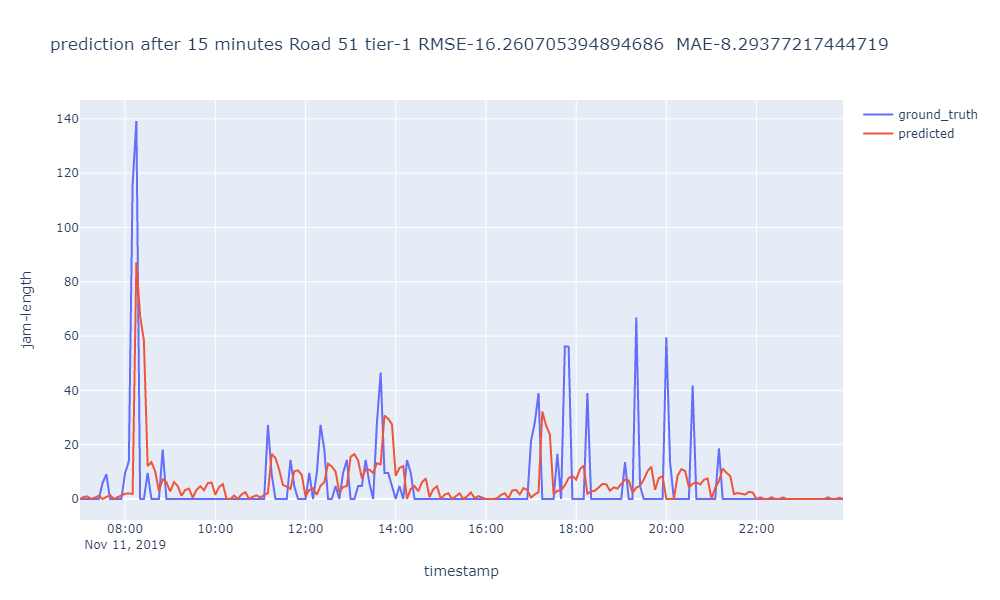 prediction after 15 minutes Road 51 tier-1 RMSE-16.260705394894686  MAE-8.29377217444719
ground_truth
predicted
140
120
100
80
60
40
20
0
jam-length
08:00 10:00 12:00 14:00 16:00 18:00 20:00 22:00
Nov 11, 2019
timestamp